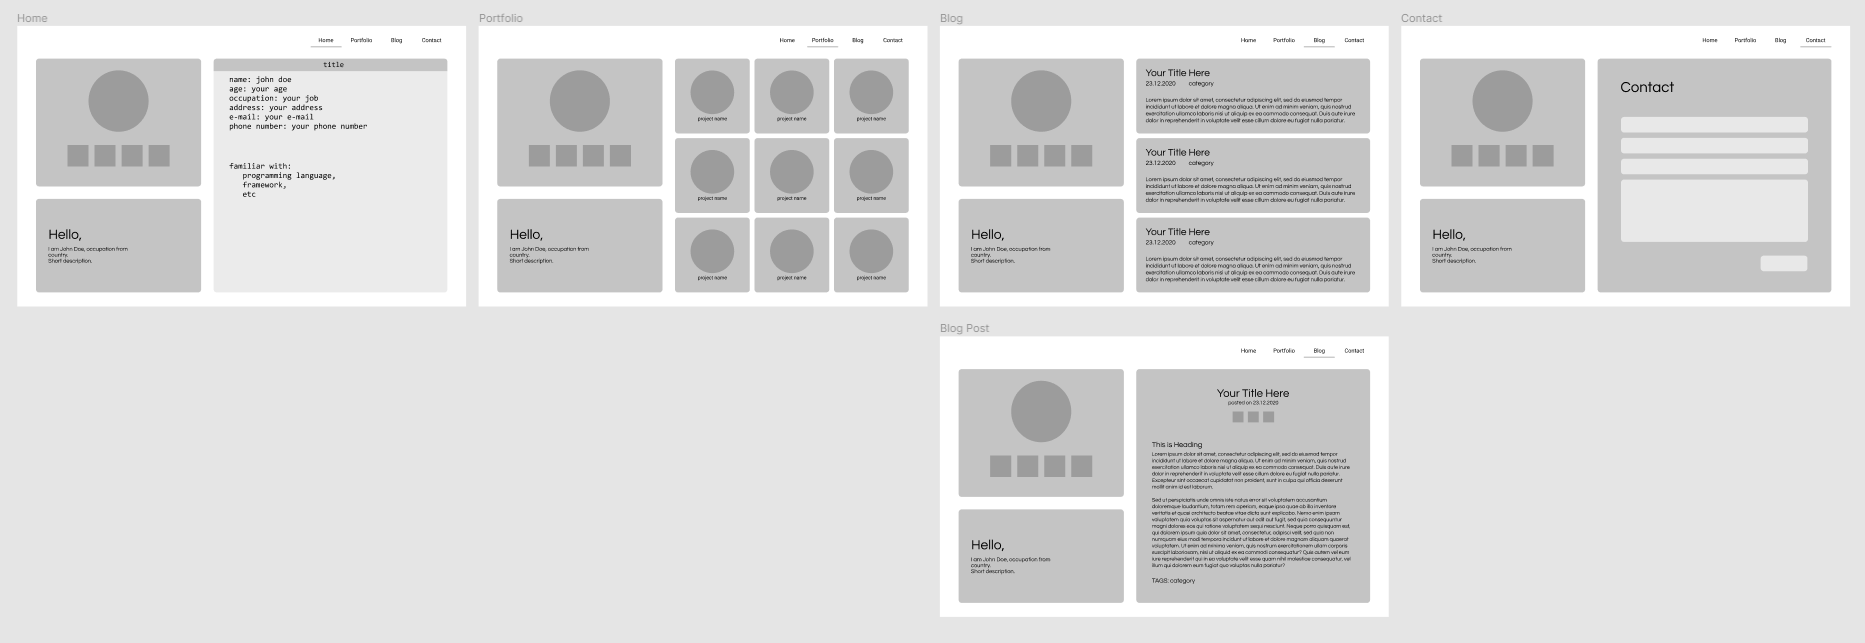 Home
Home Portfolio Blog Contact
title
name: john doe
age: your age
occupation: your job
address: your address
e-mail: your e-mail
phone number: your phone number
familiar with:
programming language,
framework,
etc
Hello,
I am John Doe, occupation from
country.
Short description.
Portfolio
Home Portfolio Blog Contact
project name project name project name
project name project name project name
project name project name project name
Hello,
I am John Doe, occupation from
country.
Short description.
Blog
Home Portfolio Blog Contact
Your Title Here
23.12.2020 category
Lorem ipsum dolor sit amet, consectetur adipiscing elit, sed do eiusmod tempor
incididunt ut labore et dolore magna aliqua. Ut enim ad minim veniam, quis nostrud
exercitation ullamco laboris nisi ut aliquip ex ea commodo consequat. Duis aute irure
dolor in reprehenderit in voluptate velit esse cillum dolore eu fugiat nulla pariatur.
Your Title Here
23.12.2020 category
Lorem ipsum dolor sit amet, consectetur adipiscing elit, sed do eiusmod tempor
incididunt ut labore et dolore magna aliqua. Ut enim ad minim veniam, quis nostrud
exercitation ullamco laboris nisi ut aliquip ex ea commodo consequat. Duis aute irure
dolor in reprehenderit in voluptate velit esse cillum dolore eu fugiat nulla pariatur.
Your Title Here
23.12.2020 category
Lorem ipsum dolor sit amet, consectetur adipiscing elit, sed do eiusmod tempor
incididunt ut labore et dolore magna aliqua. Ut enim ad minim veniam, quis nostrud
exercitation ullamco laboris nisi ut aliquip ex ea commodo consequat. Duis aute irure
dolor in reprehenderit in voluptate velit esse cillum dolore eu fugiat nulla pariatur.
Hello,
I am John Doe, occupation from
country.
Short description.
Contact
Home Portfolio Blog Contact
Contact
Hello,
I am John Doe, occupation from
country.
Short description.
Blog Post
Home Portfolio Blog Contact
Your Title Here
posted on 23.12.2020
This is Heading
Lorem ipsum dolor sit amet, consectetur adipiscing elit, sed do eiusmod tempor
incididunt ut labore et dolore magna aliqua. Ut enim ad minim veniam, quis nostrud
exercitation ullamco laboris nisi ut aliquip ex ea commodo consequat. Duis aute irure
dolor in reprehenderit in voluptate velit esse cillum dolore eu fugiat nulla pariatur.
Excepteur sint occaecat cupidatat non proident, sunt in culpa qui officia deserunt
mollit anim id est laborum.
Sed ut perspiciatis unde omnis iste natus error sit voluptatem accusantium
doloremque laudantium, totam rem aperiam, eaque ipsa quae ab illo inventore
veritatis et quasi architecto beatae vitae dicta sunt explicabo. Nemo enim ipsam
voluptatem quia voluptas sit aspernatur aut odit aut fugit, sed quia consequuntur
magni dolores eos qui ratione voluptatem sequi nesciunt. Neque porro quisquam est,
qui dolorem ipsum quia dolor sit amet, consectetur, adipisci velit, sed quia non
numquam eius modi tempora incidunt ut labore et dolore magnam aliquam quaerat
voluptatem. Ut enim ad minima veniam, quis nostrum exercitationem ullam corporis
suscipit laboriosam, nisi ut aliquid ex ea commodi consequatur? Quis autem vel eum
iure reprehenderit qui in ea voluptate velit esse quam nihil molestiae consequatur, vel
illum qui dolorem eum fugiat quo voluptas nulla pariatur?
TAGS: category
Hello,
I am John Doe, occupation from
country.
Short description.